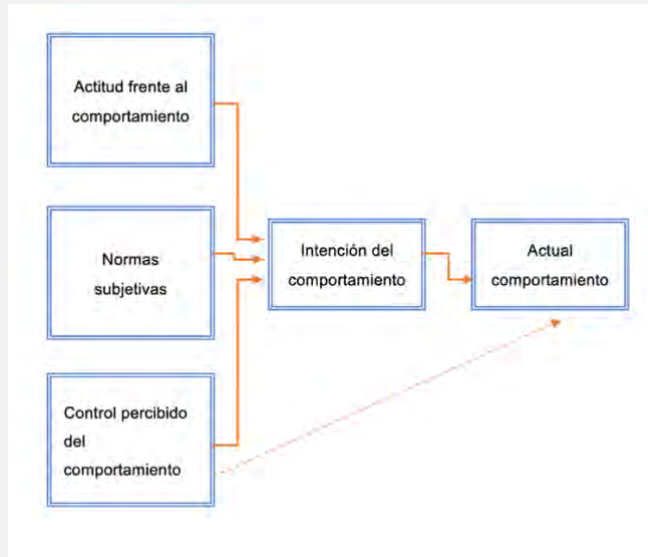 Actitud frente al
comportamiento
Normas
subjetivas
Control percibido
del
comportamiento
Intención del
comportamiento
Actual
comportamiento